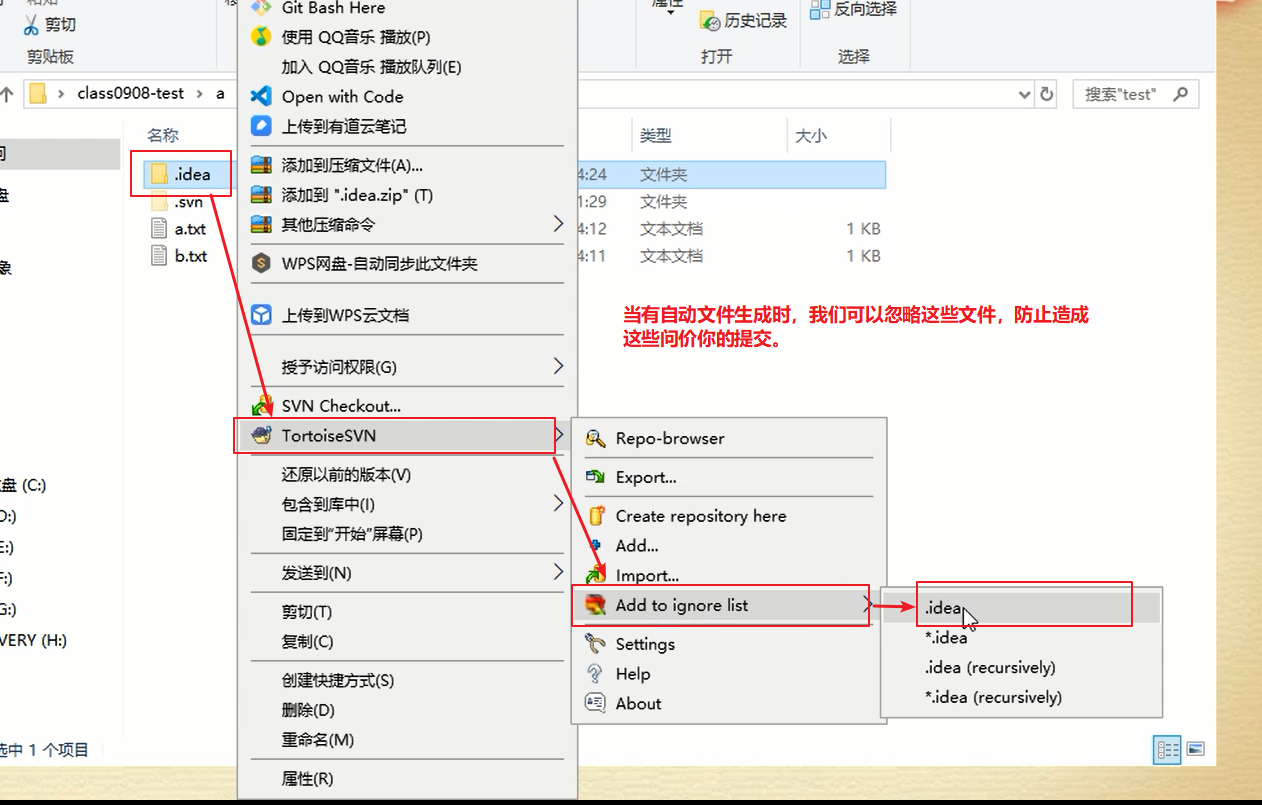 剪切
剪贴板
属性
历史记录
打开
反向选择
选择
class0908-test > a
搜索"test"
名称
类型
大小
.idea
4:24
文件夹
.svn
1:29
文件夹
a.txt
4:12
文本文档
1 KB
b.txt
4:11
文本文档
1 KB
当有自动文件生成时，我们可以忽略这些文件，防止造成
这些问价你的提交。
盘 (C:)
D:)
E:)
F:)
G:)
VERY (H:)
选中 1 个项目
Git Bash Here
使用 QQ音乐 播放(P)
加入 QQ音乐 播放队列(E)
Open with Code
上传到有道云笔记
添加到压缩文件(A)...
添加到 ".idea.zip" (T)
其他压缩命令
WPS网盘-自动同步此文件夹
上传到WPS云文档
授予访问权限(G)
SVN Checkout...
TortoiseSVN
还原以前的版本(V)
包含到库中(I)
固定到"开始"屏幕(P)
发送到(N)
剪切(T)
复制(C)
创建快捷方式(S)
删除(D)
重命名(M)
属性(R)
Repo-browser
Export...
Create repository here
Add...
Import...
Add to ignore list
Settings
Help
About
.idea
*.idea
.idea (recursively)
*.idea (recursively)